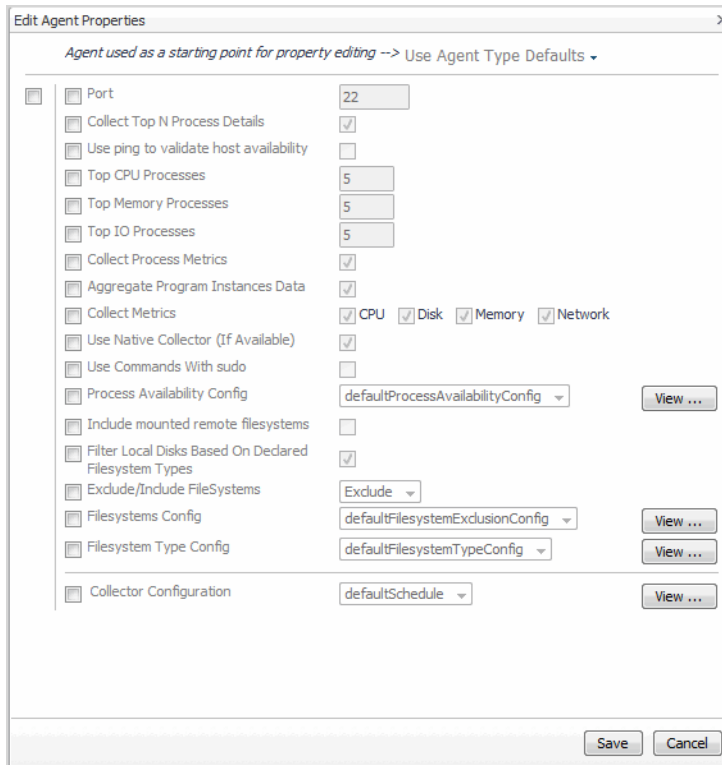 Edit Agent Properties
Agent used as a starting point for property editing --> Use Agent Type Defaults
Port 22
Collect Top N Process Details
Use ping to validate host availability
Top CPU Processes 5
Top Memory Processes 5
Top IO Processes 5
Collect Process Metrics
Aggregate Program Instances Data
Collect Metrics CPU Disk Memory Network
Use Native Collector (If Available)
Use Commands With sudo
Process Availability Config defaultProcessAvailabilityConfig View ...
Include mounted remote filesystems
Filter Local Disks Based On Declared
Filesystem Types
Exclude/Include FileSystems Exclude
Filesystems Config defaultFilesystemExclusionConfig View ...
Filesystem Type Config defaultFilesystemTypeConfig View ...
Collector Configuration defaultSchedule View ...
Save Cancel